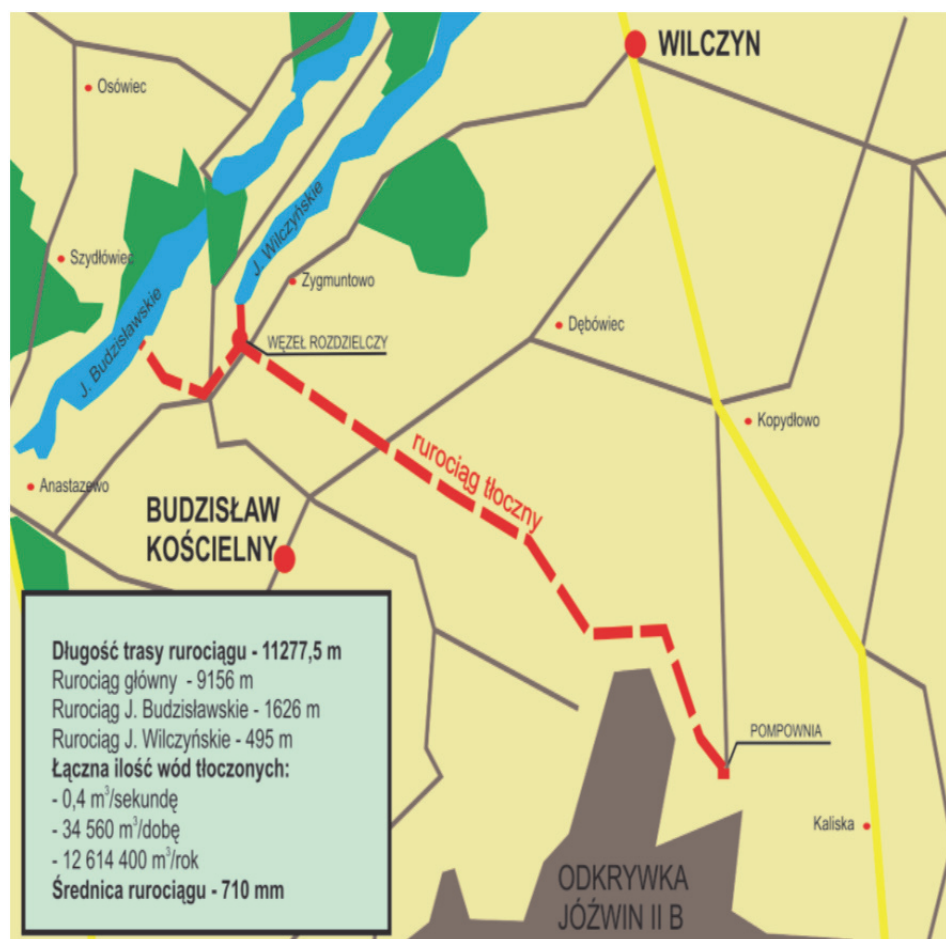 WILCZYN
Osówiec
J. Wilczyńskie
Szydłówiec
Zygmuntowo
J. Budzisławskie
WĘZEŁ ROZDZIELCZY
Dębówiec
Kopydłowo
rurociąg tłoczny
Anastazewo
BUDZISŁAW
KOŚCIELNY
Długość trasy rurociągu - 11277,5 m
Rurociąg główny - 9156 m
Rurociąg J. Budzisławskie - 1626 m
Rurociąg J. Wilczyńskie - 495 m
Łączna ilość wód tłoczonych:
- 0,4 m³/sekundę
- 34 560 m³/dobę
- 12 614 400 m³/rok
Średnica rurociągu - 710 mm
POMPOWNIA
Kaliska
ODKRYWKA
JÓŹWIN II B